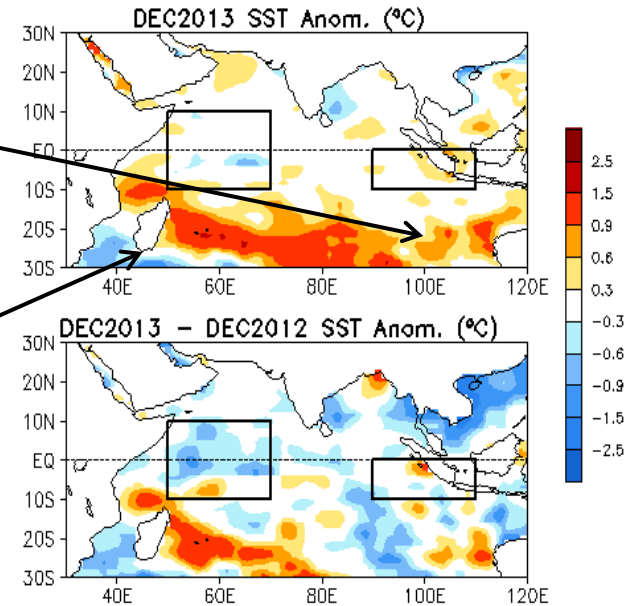 DEC2013 SST Anom. (°C)
30N
20N
10N
EQ
10S
20S
30S
40E 60E 80E 100E 120E
DEC2013 - DEC2012 SST Anom. (°C)
30N
20N
10N
EQ
10S
20S
30S
40E 60E 80E 100E 120E
2.5
1.5
0.9
0.6
0.3
-0.3
-0.6
-0.9
-1.5
-2.5